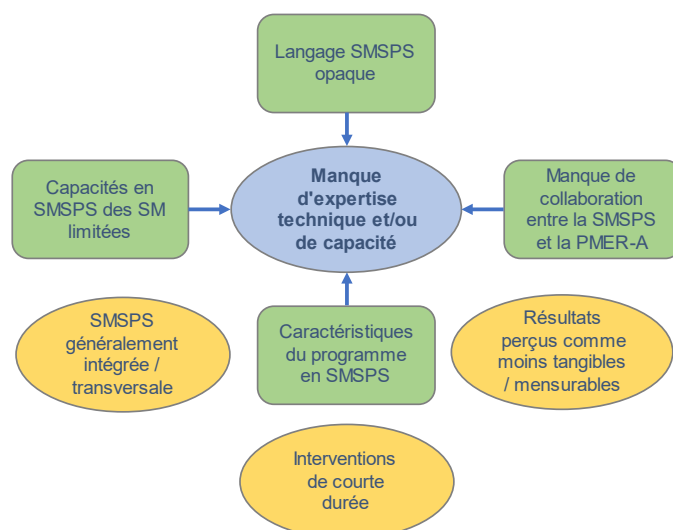 Langage SMSPS
opaque
Capacités en
SMSPS des SM
limitées
Manque
d'expertise
technique et/ou
de capacité
Manque de
collaboration
entre la SMSPS
et la PMER-A
SMSPS
généralement
intégrée /
transversale
Caractéristiques
du programme
en SMSPS
Résultats
perçus comme
moins tangibles
/ mensurables
Interventions
de courte
durée